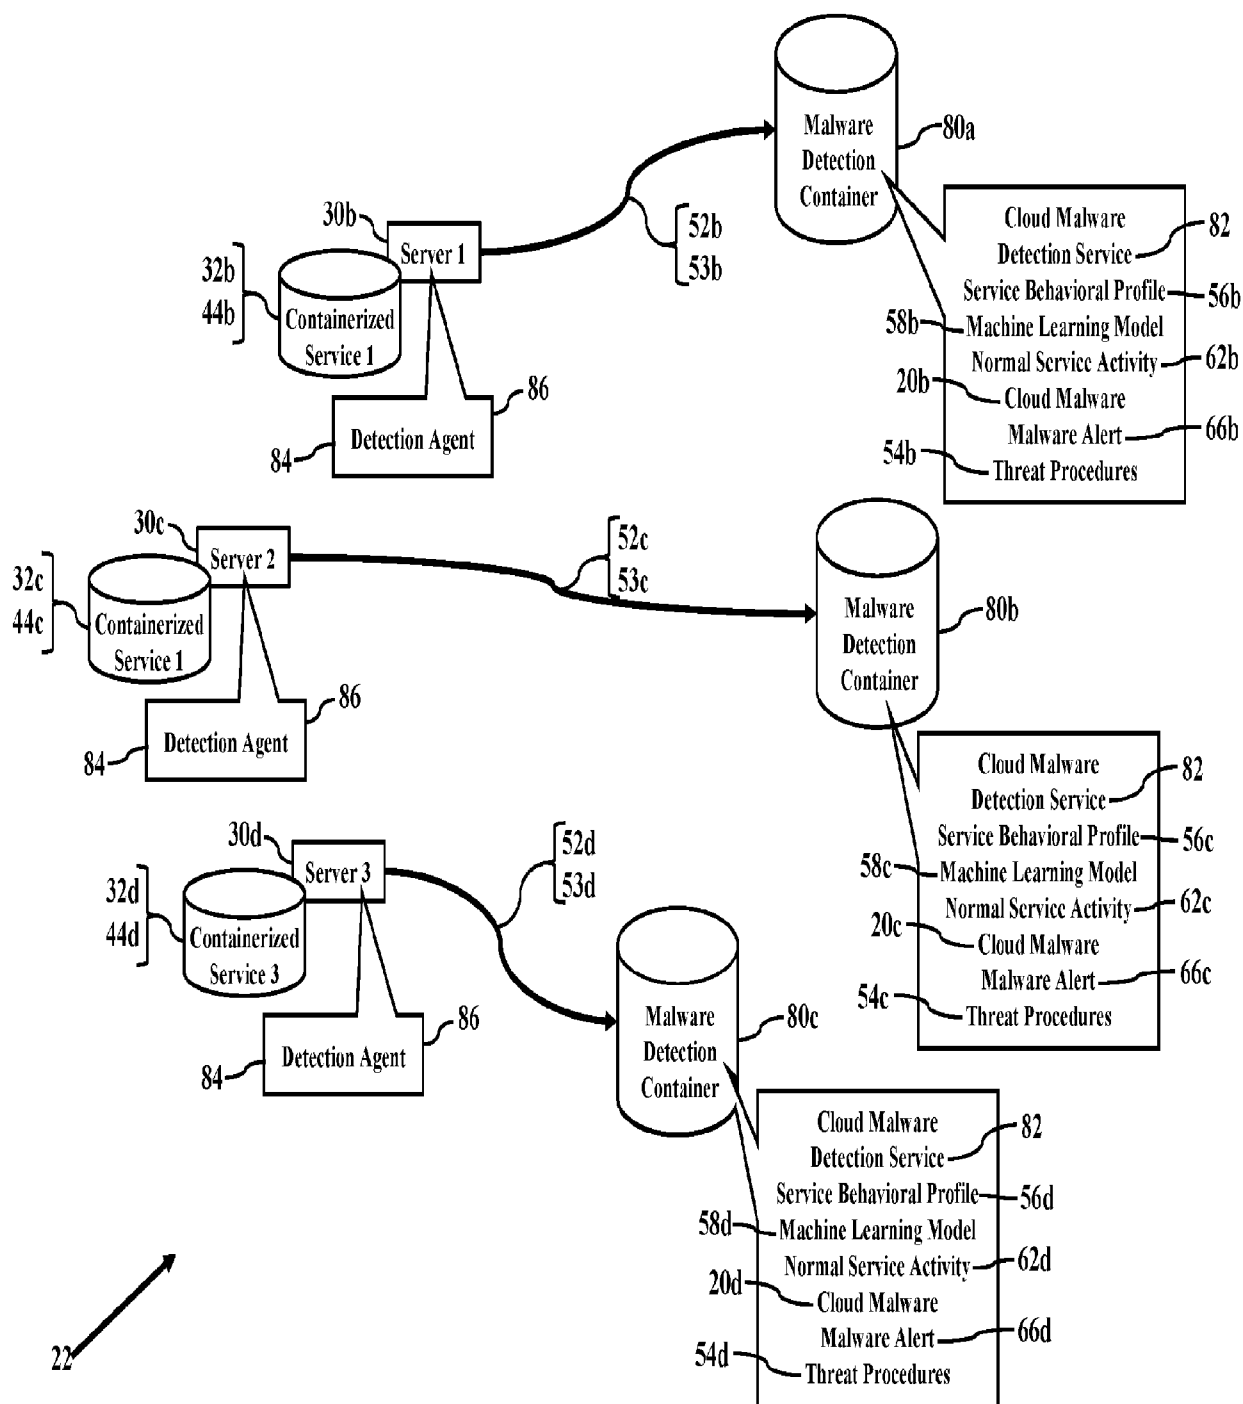 Malware
Detection
Container
80a
Cloud Malware
Detection Service
82
Service Behavioral Profile
56b
58b
Machine Learning Model
Normal Service Activity
62b
20b
Cloud Malware
Malware Alert
66b
54b
Threat Procedures
30b
Server 1
52b
53b
32b
44b
Containerized
Service 1
86
Detection Agent
84
30c
Server 2
52c
53c
32c
44c
Containerized
Service 1
86
Detection Agent
84
Malware
Detection
Container
80b
Cloud Malware
Detection Service
82
Service Behavioral Profile
56c
58c
Machine Learning Model
Normal Service Activity
62c
20c
Cloud Malware
Malware Alert
66c
54c
Threat Procedures
30d
Server 3
52d
53d
32d
44d
Containerized
Service 3
86
Detection Agent
84
Malware
Detection
Container
80c
Cloud Malware
Detection Service
82
Service Behavioral Profile
56d
58d
Machine Learning Model
Normal Service Activity
62d
20d
Cloud Malware
Malware Alert
66d
54d
Threat Procedures
22